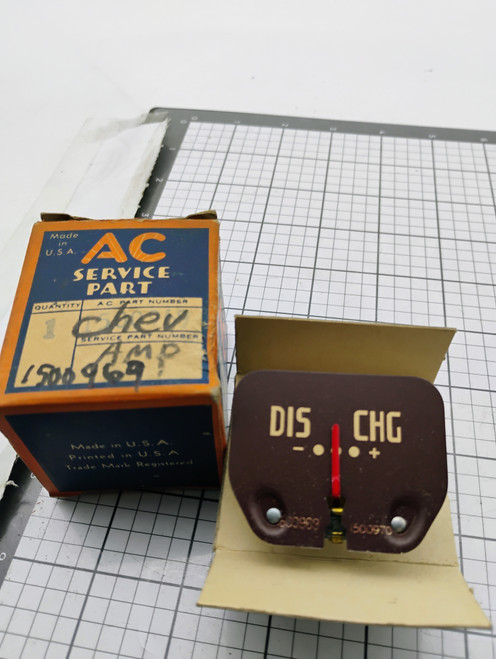 Made
in
U.S.A.
AC
SERVICE
PART
QUANTITY AC PART NUMBER
1 Chev
SERVICE PART NUMBER
AMP
1500969
Made in U.S.A.
Printed in U.S.A.
Trade Mark Registered
DIS CHG
- +
1500970